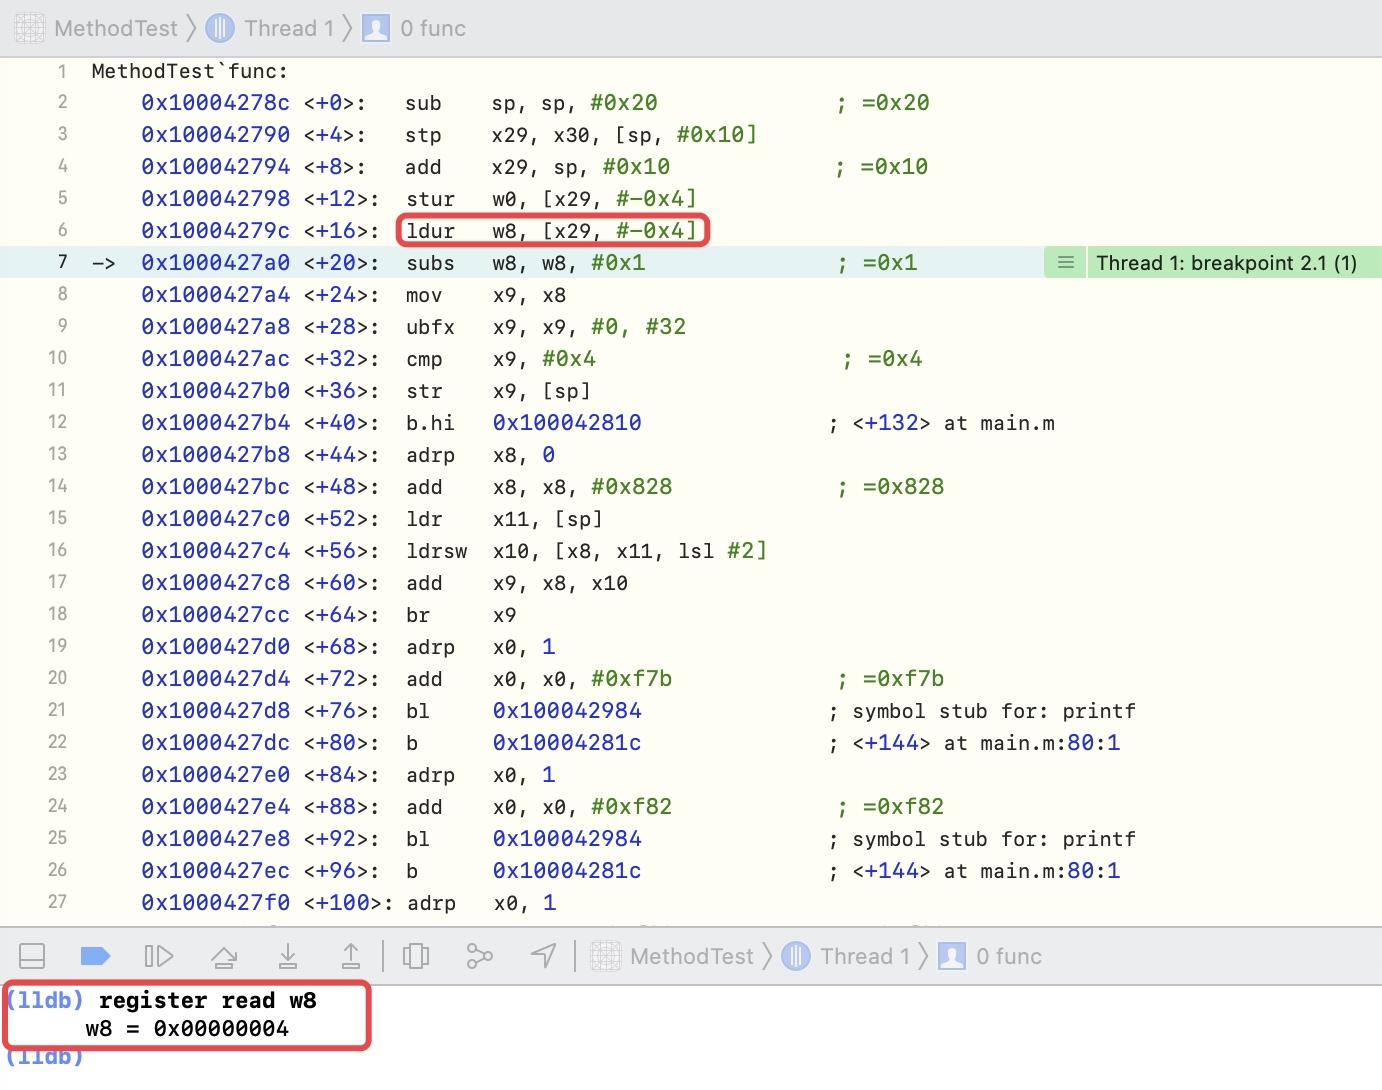 MethodTest 〉 Thread 1 〉 0 func
1 MethodTest`func:
2 0x10004278c <+0>: sub sp, sp, #0x20 ; =0x20
3 0x100042790 <+4>: stp x29, x30, [sp, #0x10]
4 0x100042794 <+8>: add x29, sp, #0x10 ; =0x10
5 0x100042798 <+12>: stur w0, [x29, #-0x4]
6 0x10004279c <+16>: ldur w8, [x29, #-0x4]
7 -> 0x1000427a0 <+20>: subs w8, w8, #0x1 ; =0x1 Thread 1: breakpoint 2.1 (1)
8 0x1000427a4 <+24>: mov x9, x8
9 0x1000427a8 <+28>: ubfx x9, x9, #0, #32
10 0x1000427ac <+32>: cmp x9, #0x4 ; =0x4
11 0x1000427b0 <+36>: str x9, [sp]
12 0x1000427b4 <+40>: b.hi 0x100042810 ; <+132> at main.m
13 0x1000427b8 <+44>: adrp x8, 0
14 0x1000427bc <+48>: add x8, x8, #0x828 ; =0x828
15 0x1000427c0 <+52>: ldr x11, [sp]
16 0x1000427c4 <+56>: ldrsw x10, [x8, x11, lsl #2]
17 0x1000427c8 <+60>: add x9, x8, x10
18 0x1000427cc <+64>: br x9
19 0x1000427d0 <+68>: adrp x0, 1
20 0x1000427d4 <+72>: add x0, x0, #0xf7b ; =0xf7b
21 0x1000427d8 <+76>: bl 0x100042984 ; symbol stub for: printf
22 0x1000427dc <+80>: b 0x10004281c ; <+144> at main.m:80:1
23 0x1000427e0 <+84>: adrp x0, 1
24 0x1000427e4 <+88>: add x0, x0, #0xf82 ; =0xf82
25 0x1000427e8 <+92>: bl 0x100042984 ; symbol stub for: printf
26 0x1000427ec <+96>: b 0x10004281c ; <+144> at main.m:80:1
27 0x1000427f0 <+100>: adrp x0, 1
MethodTest 〉 Thread 1 〉 0 func
(lldb) register read w8
w8 = 0x00000004
(lldb)